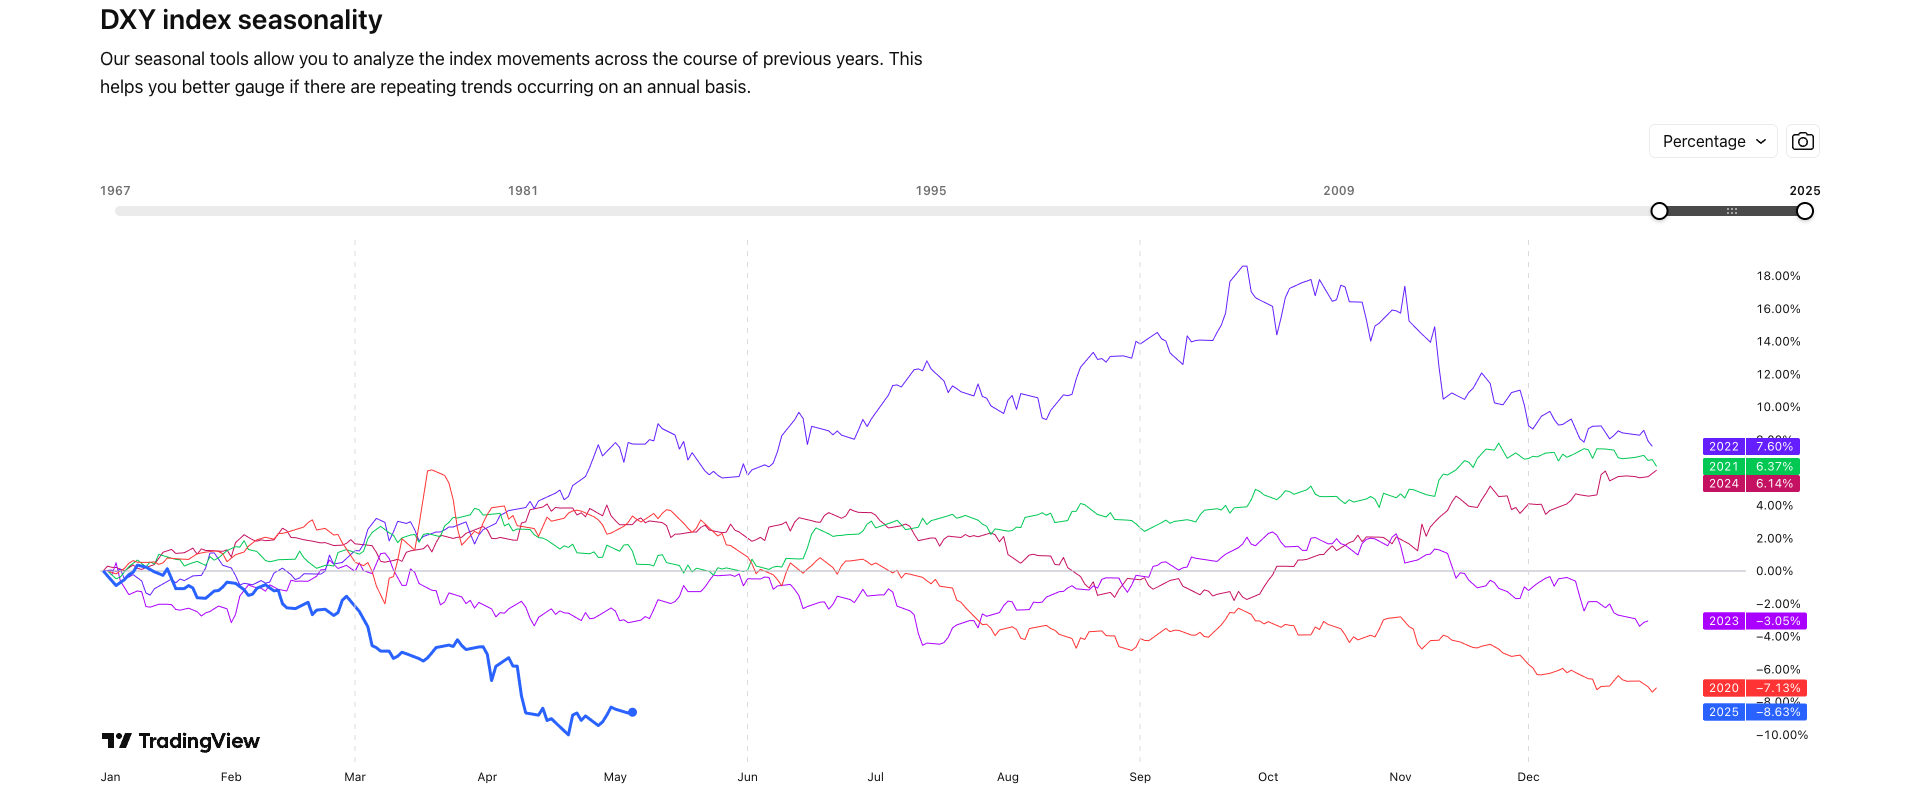 DXY index seasonality
Our seasonal tools allow you to analyze the index movements across the course of previous years. This
helps you better gauge if there are repeating trends occurring on an annual basis.
Percentage
1967 1981 1995 2009 2025
18.00%
16.00%
14.00%
12.00%
10.00%
2022 7.60%
2021 6.37%
2024 6.14%
4.00%
2.00%
0.00%
−2.00%
2023 −3.05%
−4.00%
−6.00%
2020 −7.13%
−8.00%
2025 −8.63%
−10.00%
TradingView
Jan Feb Mar Apr May Jun Jul Aug Sep Oct Nov Dec